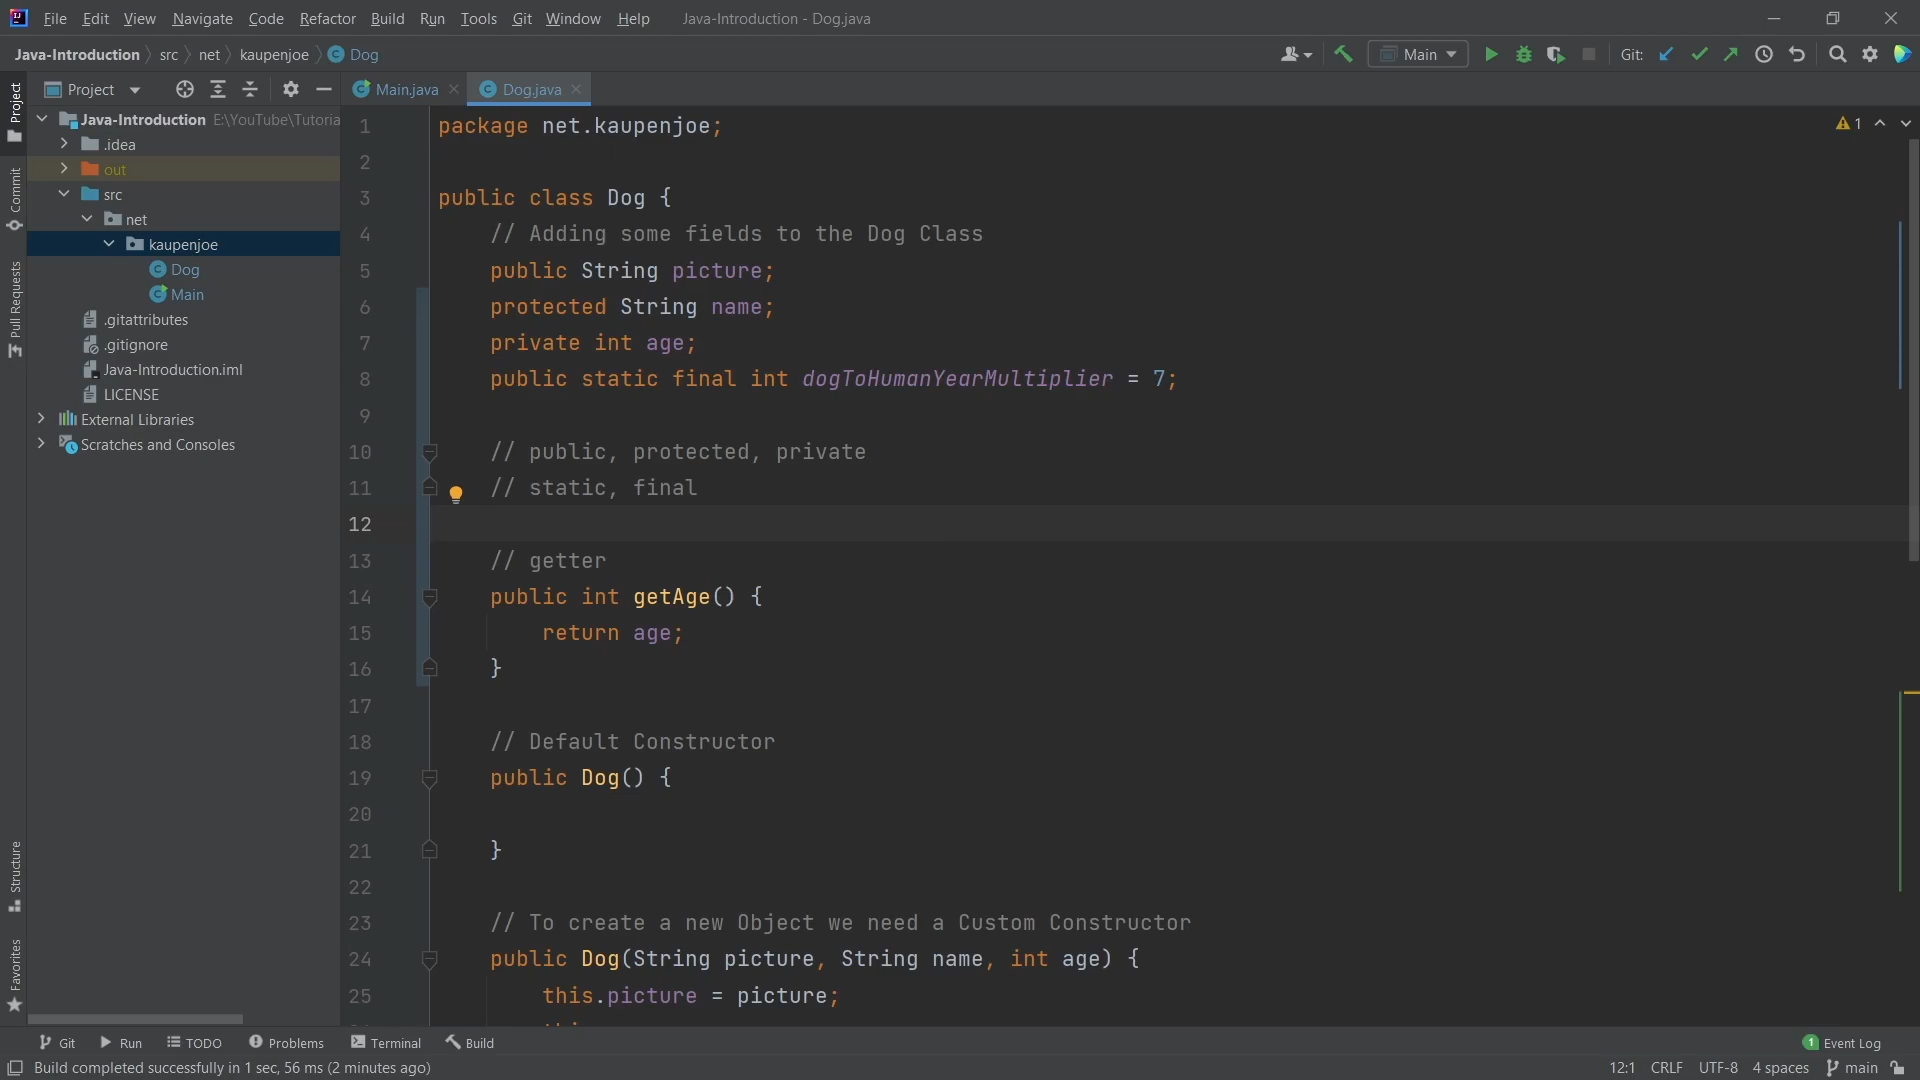 File Edit View Navigate Code Refactor Build Run Tools Git Window Help Java-Introduction - Dog.java
Java-Introduction src net kaupenjoe Dog Main Git:
Project Main.java Dog.java
Project
Commit
Pull Requests
Structure
Favorites
Java-Introduction E:\YouTube\Tutoria
.idea
out
src
net
kaupenjoe
Dog
Main
.gitattributes
.gitignore
Java-Introduction.iml
LICENSE
External Libraries
Scratches and Consoles
1
1 package net.kaupenjoe;
2
3 public class Dog {
4 // Adding some fields to the Dog Class
5 public String picture;
6 protected String name;
7 private int age;
8 public static final int dogToHumanYearMultiplier = 7;
9
10 // public, protected, private
11 // static, final
12
13 // getter
14 public int getAge() {
15 return age;
16 }
17
18 // Default Constructor
19 public Dog() {
20
21 }
22
23 // To create a new Object we need a Custom Constructor
24 public Dog(String picture, String name, int age) {
25 this.picture = picture;
Git Run TODO Problems Terminal Build 1 Event Log
Build completed successfully in 1 sec, 56 ms (2 minutes ago) 12:1 CRLF UTF-8 4 spaces main